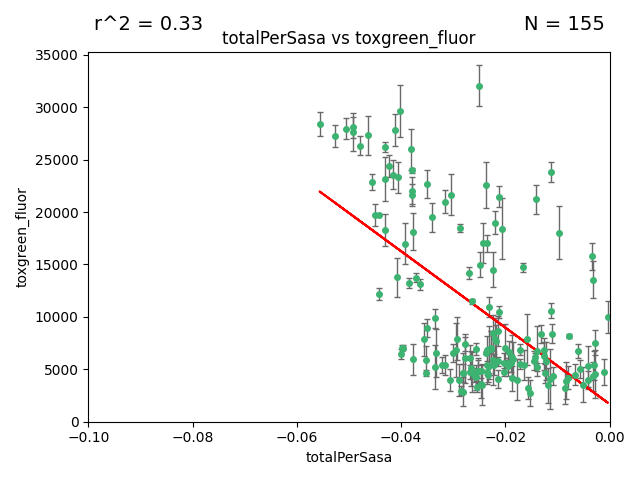 r^2 = 0.33
N = 155
totalPerSasa vs toxgreen_fluor
35000
30000
25000
20000
15000
10000
5000
0
toxgreen_fluor
−0.10
−0.08
−0.06
−0.04
−0.02
0.00
totalPerSasa